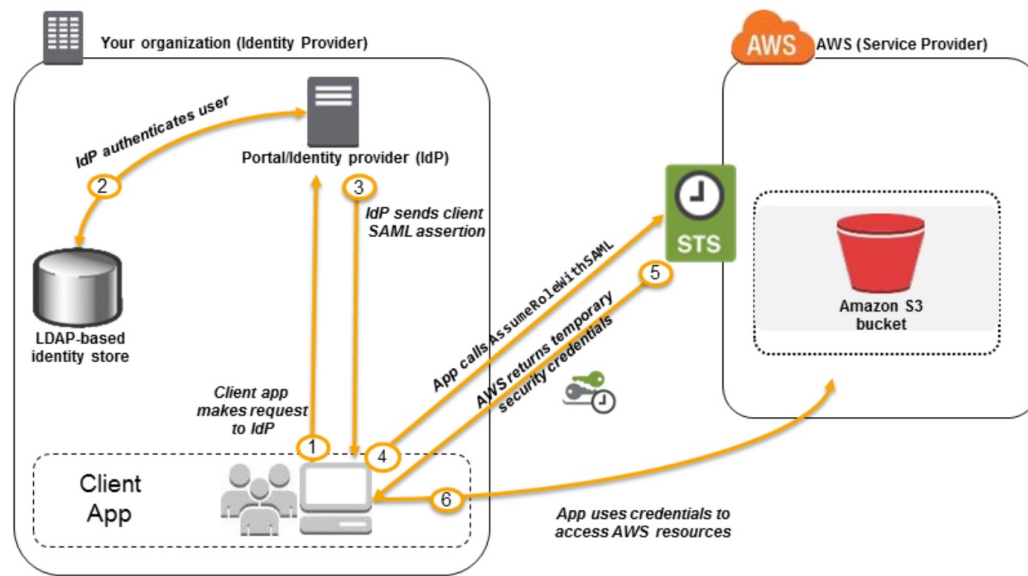 Your organization (Identity Provider)
AWS
AWS (Service Provider)
IdP authenticates user
2
Portal/Identity provider (IdP)
3
IdP sends client
SAML assertion
LDAP-based
identity store
STS
5
Amazon S3
bucket
App calls AssumeRoleWithSAML
AWS returns temporary
security credentials
Client app
makes request
to IdP
1
4
Client
App
6
App uses credentials to
access AWS resources